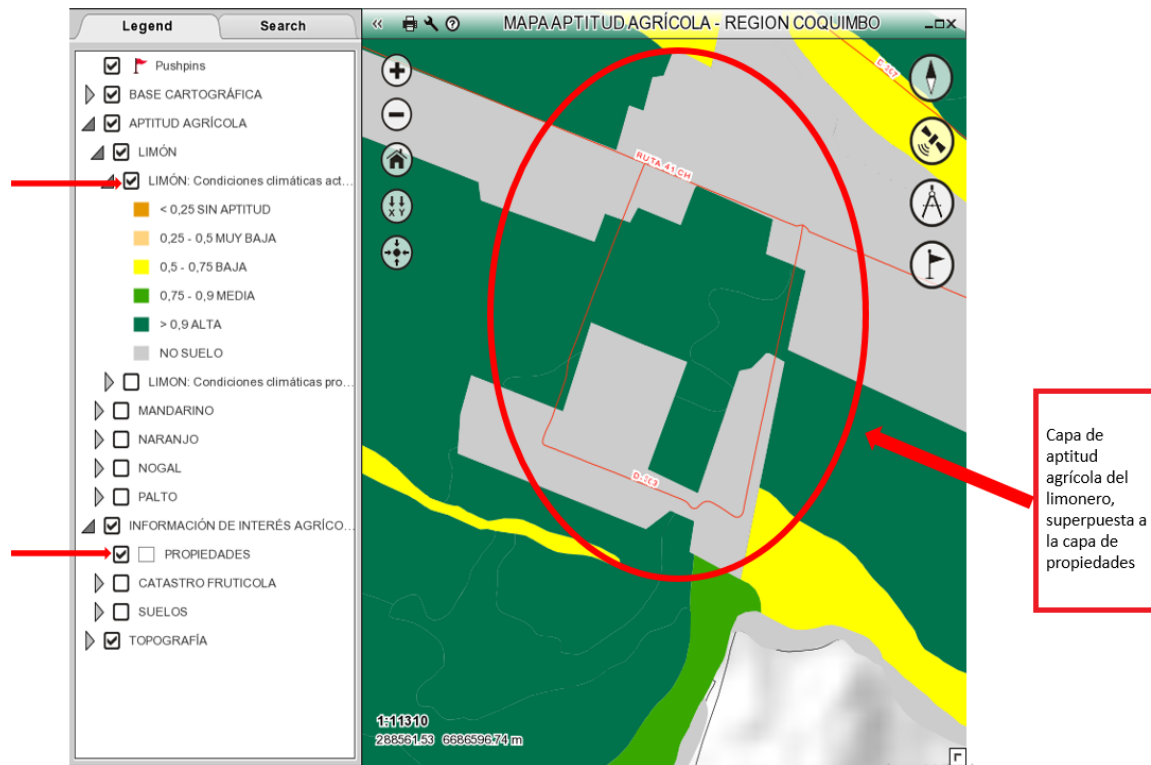 Legend
Search
MAPA APTITUD AGRÍCOLA - REGION COQUIMBO
Pushpins
BASE CARTOGRÁFICA
APTITUD AGRÍCOLA
LIMÓN
LIMÓN: Condiciones climáticas act...
< 0,25 SIN APTITUD
0,25 - 0,5 MUY BAJA
0,5 - 0,75 BAJA
0,75 - 0,9 MEDIA
> 0,9 ALTA
NO SUELO
LIMON: Condiciones climáticas pro...
MANDARINO
NARANJO
NOGAL
PALTO
INFORMACIÓN DE INTERÉS AGRÍCO...
PROPIEDADES
CATASTRO FRUTICOLA
SUELOS
TOPOGRAFÍA
X Y
RUTA 41 CH
1:11310
288561.53 6686596.74 m
Capa de
aptitud
agrícola del
limonero,
superpuesta a
la capa de
propiedades